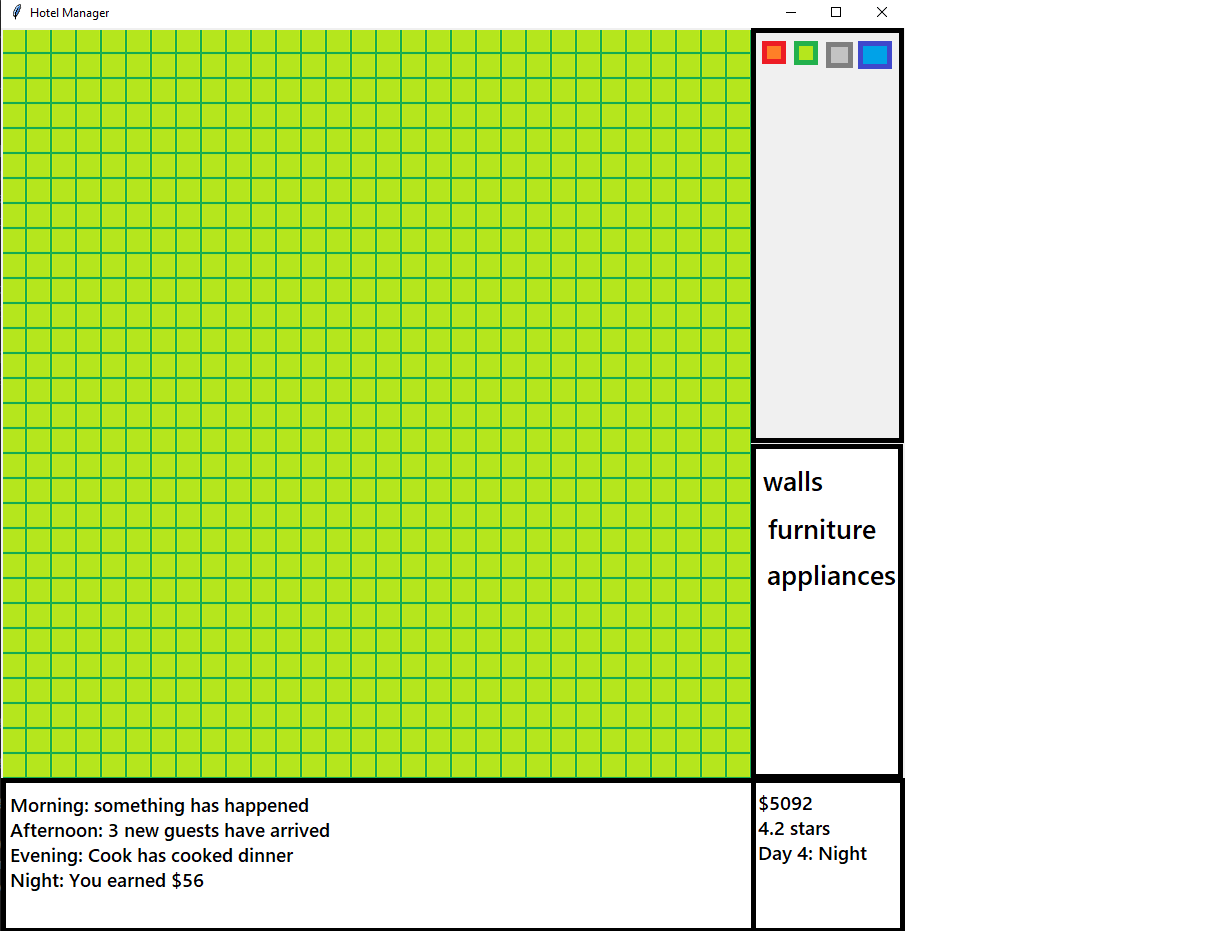 Hotel Manager
walls
furniture
appliances
Morning: something has happened
Afternoon: 3 new guests have arrived
Evening: Cook has cooked dinner
Night: You earned $56
$5092
4.2 stars
Day 4: Night